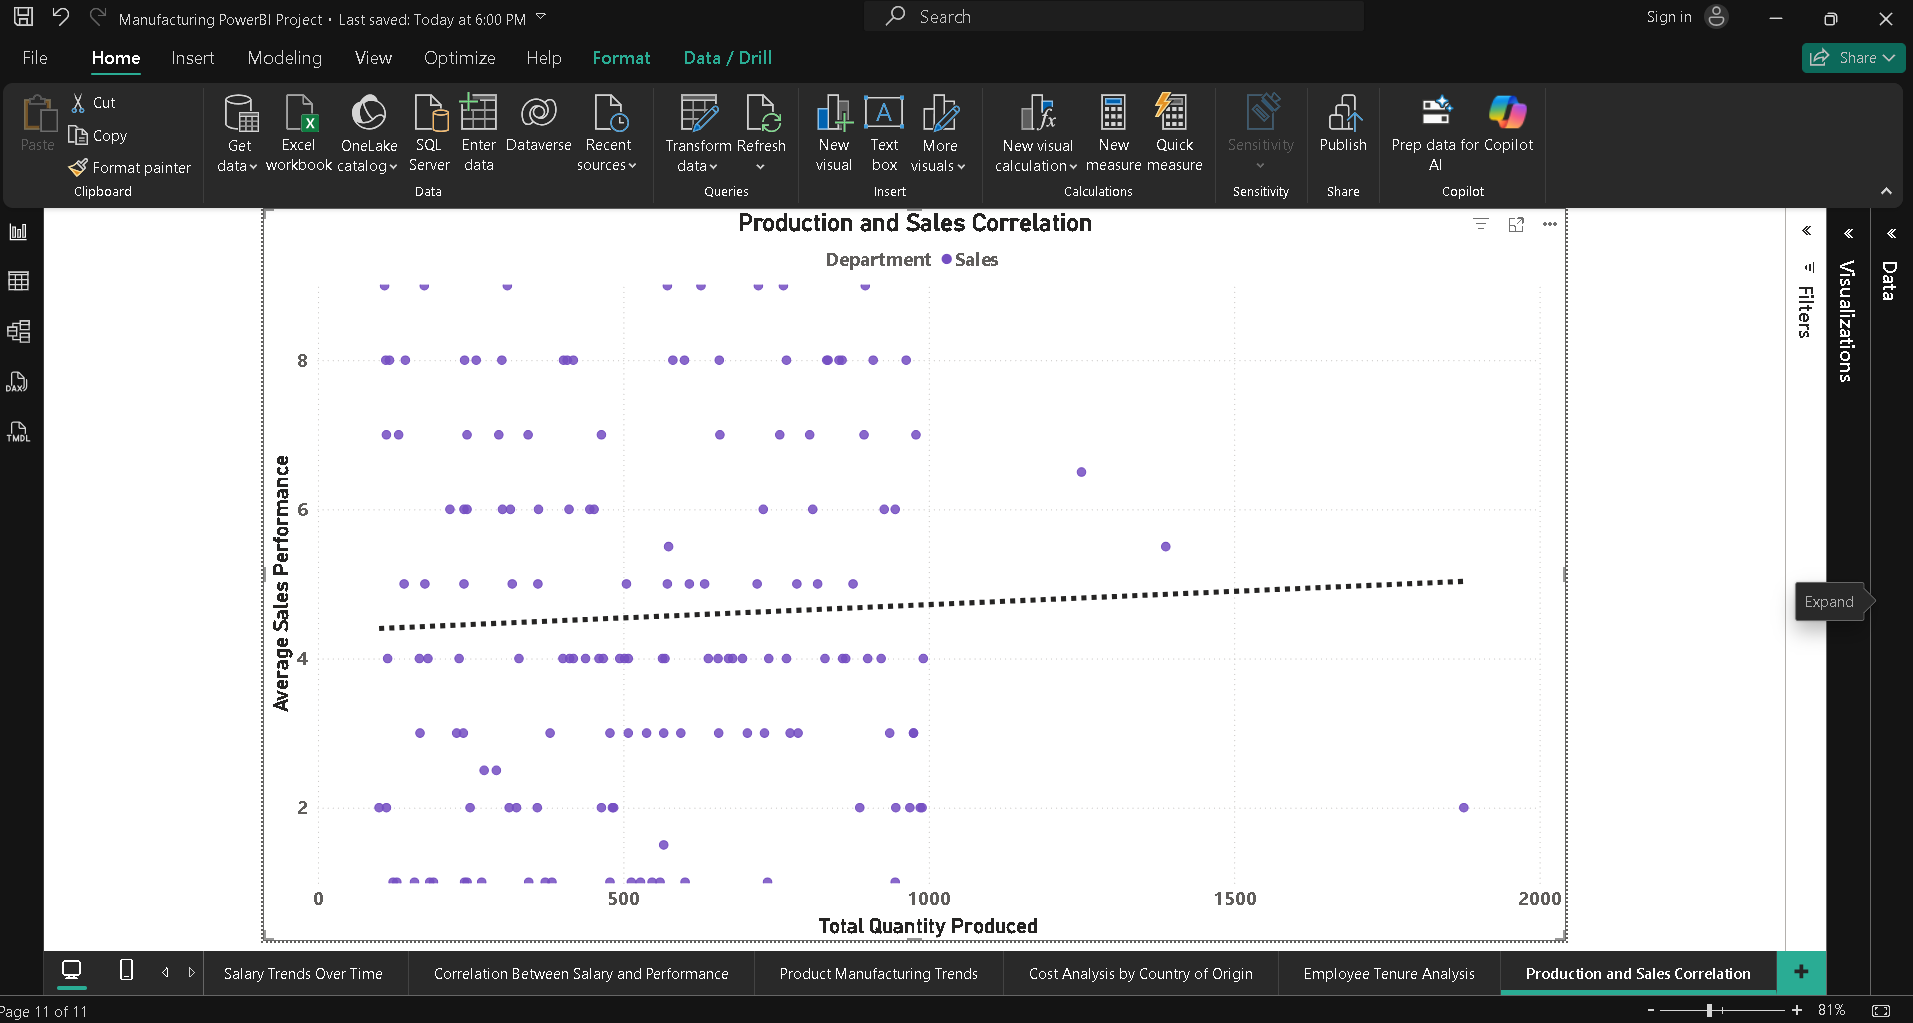 Manufacturing PowerBI Project • Last saved: Today at 6:00 PM
Search
Sign in
File Home Insert Modeling View Optimize Help Format Data / Drill
Share
Paste
Cut
Copy
Format painter
Clipboard
Get data
Excel workbook
OneLake catalog
SQL Server
Enter data
Dataverse
Recent sources
Data
Transform data
Refresh
Queries
New visual
Text box
More visuals
Insert
New visual calculation
New measure
Quick measure
Calculations
Sensitivity
Sensitivity
Publish
Share
Prep data for AI
Copilot
Copilot
DAX
TMDL
Production and Sales Correlation
Department Sales
Average Sales Performance
8
6
4
2
0 500 1000 1500 2000
Total Quantity Produced
Filters
Visualizations
Data
Expand
Salary Trends Over Time
Correlation Between Salary and Performance
Product Manufacturing Trends
Cost Analysis by Country of Origin
Employee Tenure Analysis
Production and Sales Correlation
+
Page 11 of 11
- + 81%